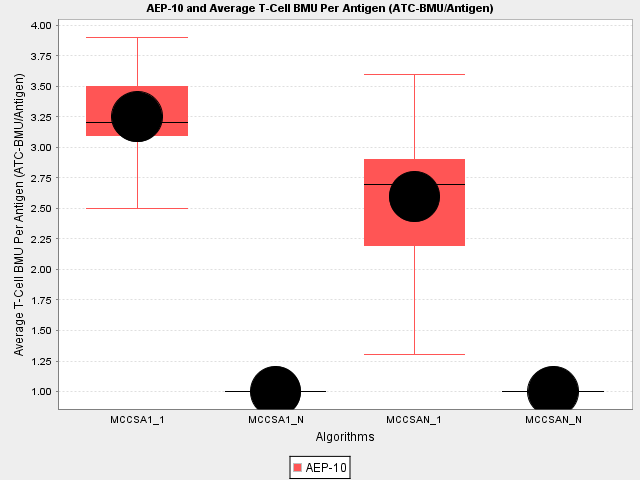 AEP-10 and Average T-Cell BMU Per Antigen (ATC-BMU/Antigen)
Average T-Cell BMU Per Antigen (ATC-BMU/Antigen)
4.00
3.75
3.50
3.25
3.00
2.75
2.50
2.25
2.00
1.75
1.50
1.25
1.00
MCCSA1_1 MCCSA1_N MCCSAN_1 MCCSAN_N
Algorithms
AEP-10